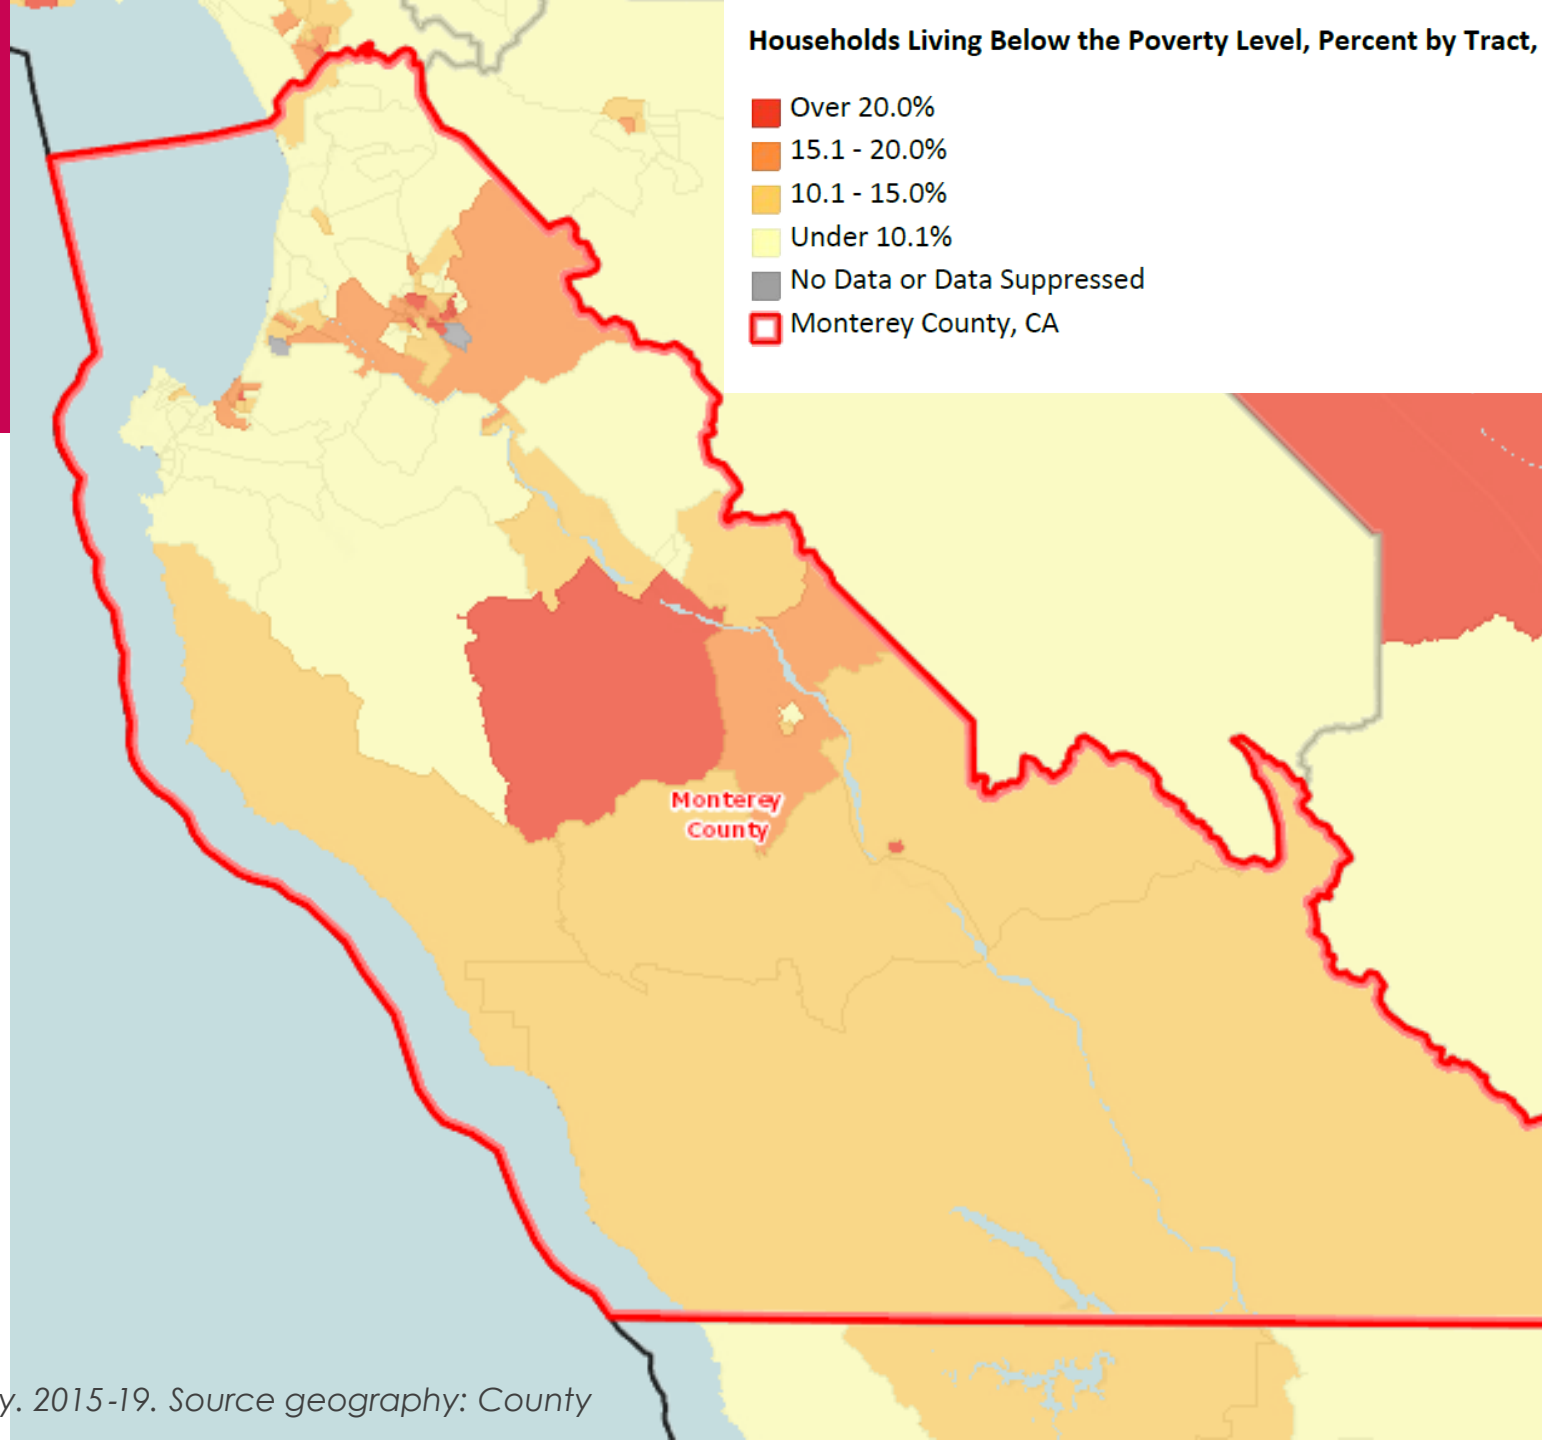 Households Living Below the Poverty Level, Percent by Tract,
Over 20.0%
15.1 - 20.0%
10.1 - 15.0%
Under 10.1%
No Data or Data Suppressed
Monterey County, CA
Monterey
County
y. 2015-19. Source geography: County